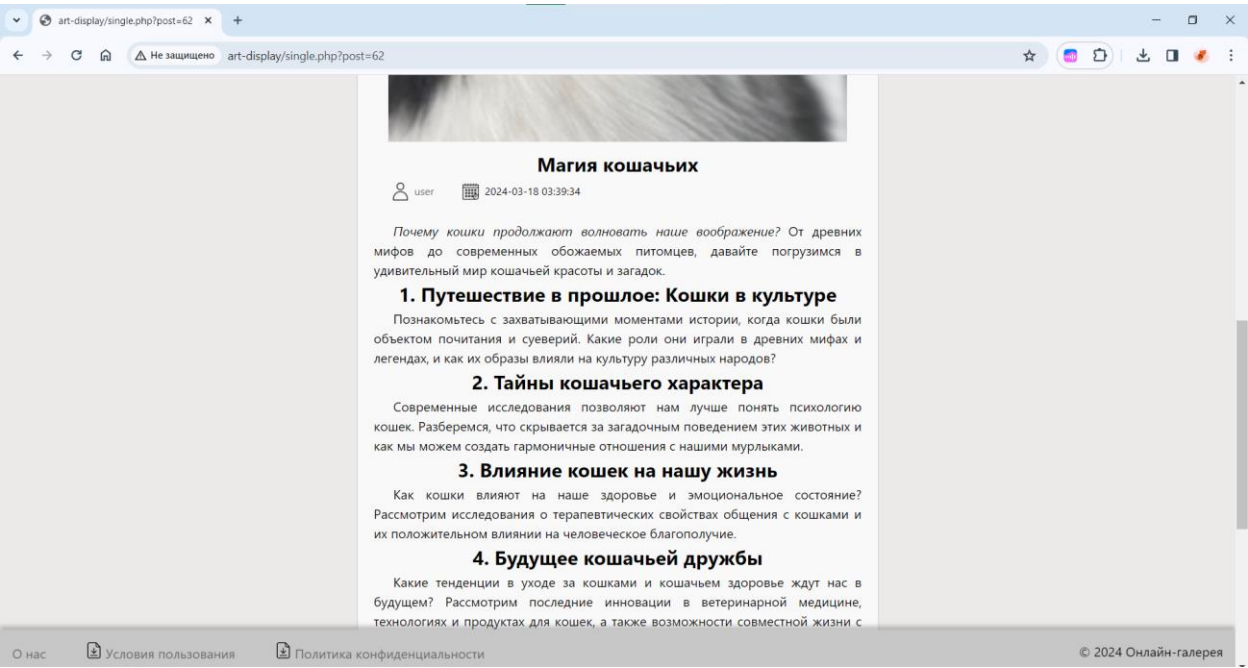 art-display/single.php?post=62
Не защищено art-display/single.php?post=62
Магия кошачьих
user 2024-03-18 03:39:34
Почему кошки продолжают волновать наше воображение? От древних
мифов до современных обожаемых питомцев, давайте погрузимся в
удивительный мир кошачьей красоты и загадок.
1. Путешествие в прошлое: Кошки в культуре
Познакомьтесь с захватывающими моментами истории, когда кошки были
объектом почитания и суеверий. Какие роли они играли в древних мифах и
легендах, и как их образы влияли на культуру различных народов?
2. Тайны кошачьего характера
Современные исследования позволяют нам лучше понять психологию
кошек. Разберемся, что скрывается за загадочным поведением этих животных и
как мы можем создать гармоничные отношения с нашими мурлыками.
3. Влияние кошек на нашу жизнь
Как кошки влияют на наше здоровье и эмоциональное состояние?
Рассмотрим исследования о терапевтических свойствах общения с кошками и
их положительном влиянии на человеческое благополучие.
4. Будущее кошачьей дружбы
Какие тенденции в уходе за кошками и кошачьем здоровье ждут нас в
будущем? Рассмотрим последние инновации в ветеринарной медицине,
технологиях и продуктах для кошек, а также возможности совместной жизни с
О нас Условия пользования Политика конфиденциальности © 2024 Онлайн-галерея